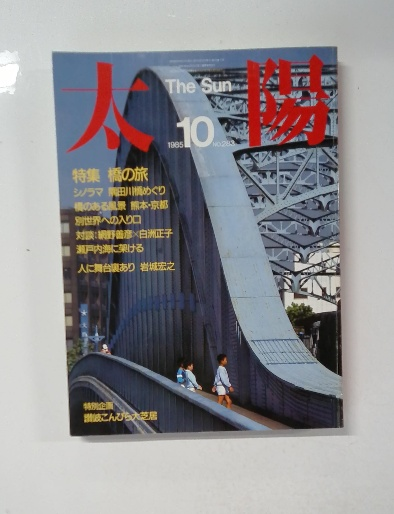 太陽
The Sun
1985 10
特集 橋の旅
シノラマ 隅田川橋めぐり
橋のある風景 熊本・京都
別世界への入り口
対談:網野善彦×白洲正子
瀬戸内海に架ける
人に舞台裏あり 岩城宏之
特別企画
讃岐こんぴら大芝居